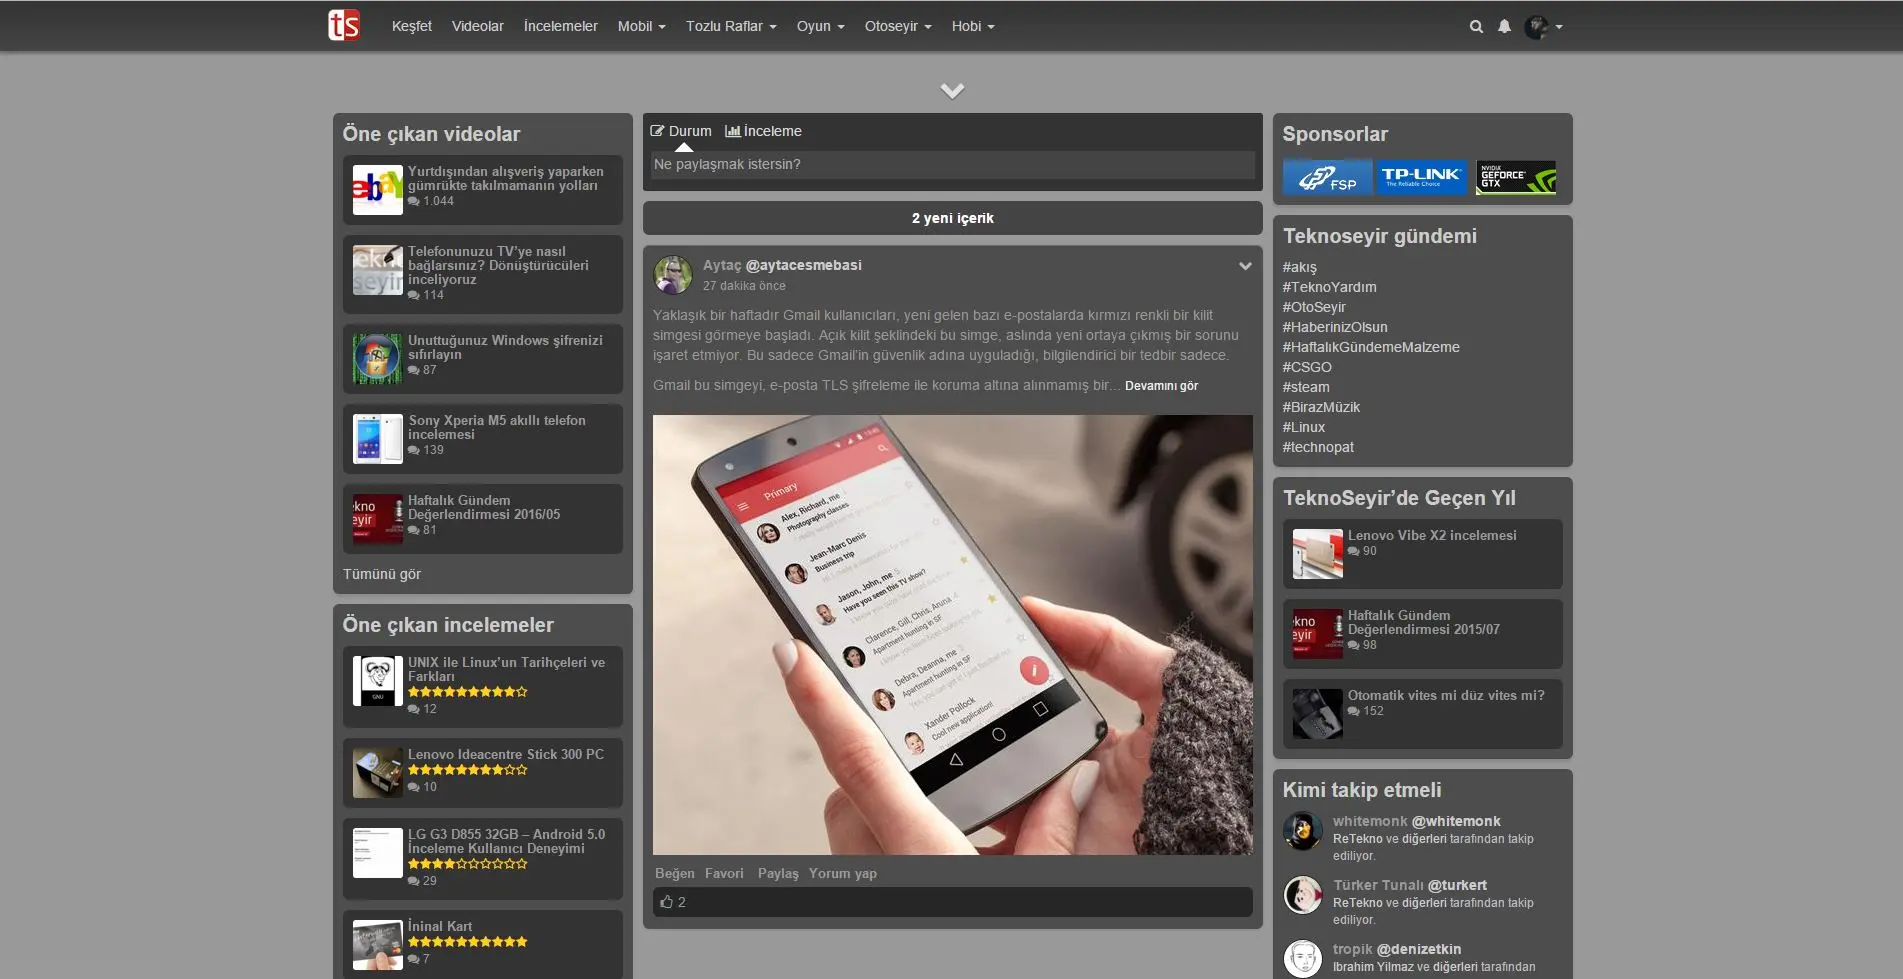 ts
Keşfet
Videolar
İncelemeler
Mobil
Tozlu Raflar
Oyun
Otoseyir
Hobi
Öne çıkan videolar
ebay
Yurtdışından alışveriş yaparken
gümrükte takılmamanın yolları
1.044
Telefonunuzu TV’ye nasıl
bağlarsınız? Dönüştürücüleri
inceliyoruz
114
Unuttuğunuz Windows şifrenizi
sıfırlayın
87
Sony Xperia M5 akıllı telefon
incelemesi
139
Haftalık Gündem
Değerlendirmesi 2016/05
81
Tümünü gör
Öne çıkan incelemeler
GNU
UNIX ile Linux’un Tarihçeleri ve
Farkları
12
Lenovo Ideacentre Stick 300 PC
10
LG G3 D855 32GB – Android 5.0
İnceleme Kullanıcı Deneyimi
29
İninal Kart
7
Durum
İnceleme
Ne paylaşmak istersin?
2 yeni içerik
Aytaç @aytacesmebasi
27 dakika önce
Yaklaşık bir haftadır Gmail kullanıcıları, yeni gelen bazı e-postalarda kırmızı renkli bir kilit
simgesi görmeye başladı. Açık kilit şeklindeki bu simge, aslında yeni ortaya çıkmış bir sorunu
işaret etmiyor. Bu sadece Gmail’in güvenlik adına uyguladığı, bilgilendirici bir tedbir sadece.
Gmail bu simgeyi, e-posta TLS şifreleme ile koruma altına alınmamış bir... Devamını gör
Primary
Alex, Richard, me
Photography classes
Jean-Marc Denis
Business trip
Jason, John, me 5
Have you seen this TV show?
Clarence, Gill, Chris, Aruna 4
Apartment hunting in SF
Debra, Deanna, me 3
Apartment hunting in SF
Xander Pollock
Cool new application!
Beğen
Favori
Paylaş
Yorum yap
2
Sponsorlar
FSP
TP-LINK
The Reliable Choice
NVIDIA
GEFORCE
GTX
Teknoseyir gündemi
#akış
#TeknoYardım
#OtoSeyir
#HaberinizOlsun
#HaftalıkGündemeMalzeme
#CSGO
#steam
#BirazMüzik
#Linux
#technopat
TeknoSeyir’de Geçen Yıl
Lenovo Vibe X2 incelemesi
90
Haftalık Gündem
Değerlendirmesi 2015/07
98
Otomatik vites mi düz vites mi?
152
Kimi takip etmeli
whitemonk @whitemonk
ReTekno ve diğerleri tarafından takip
ediliyor.
Türker Tunalı @turkert
ReTekno ve diğerleri tarafından takip
ediliyor.
tropik @denizetkin
Ibrahim Yilmaz ve diğerleri tarafından